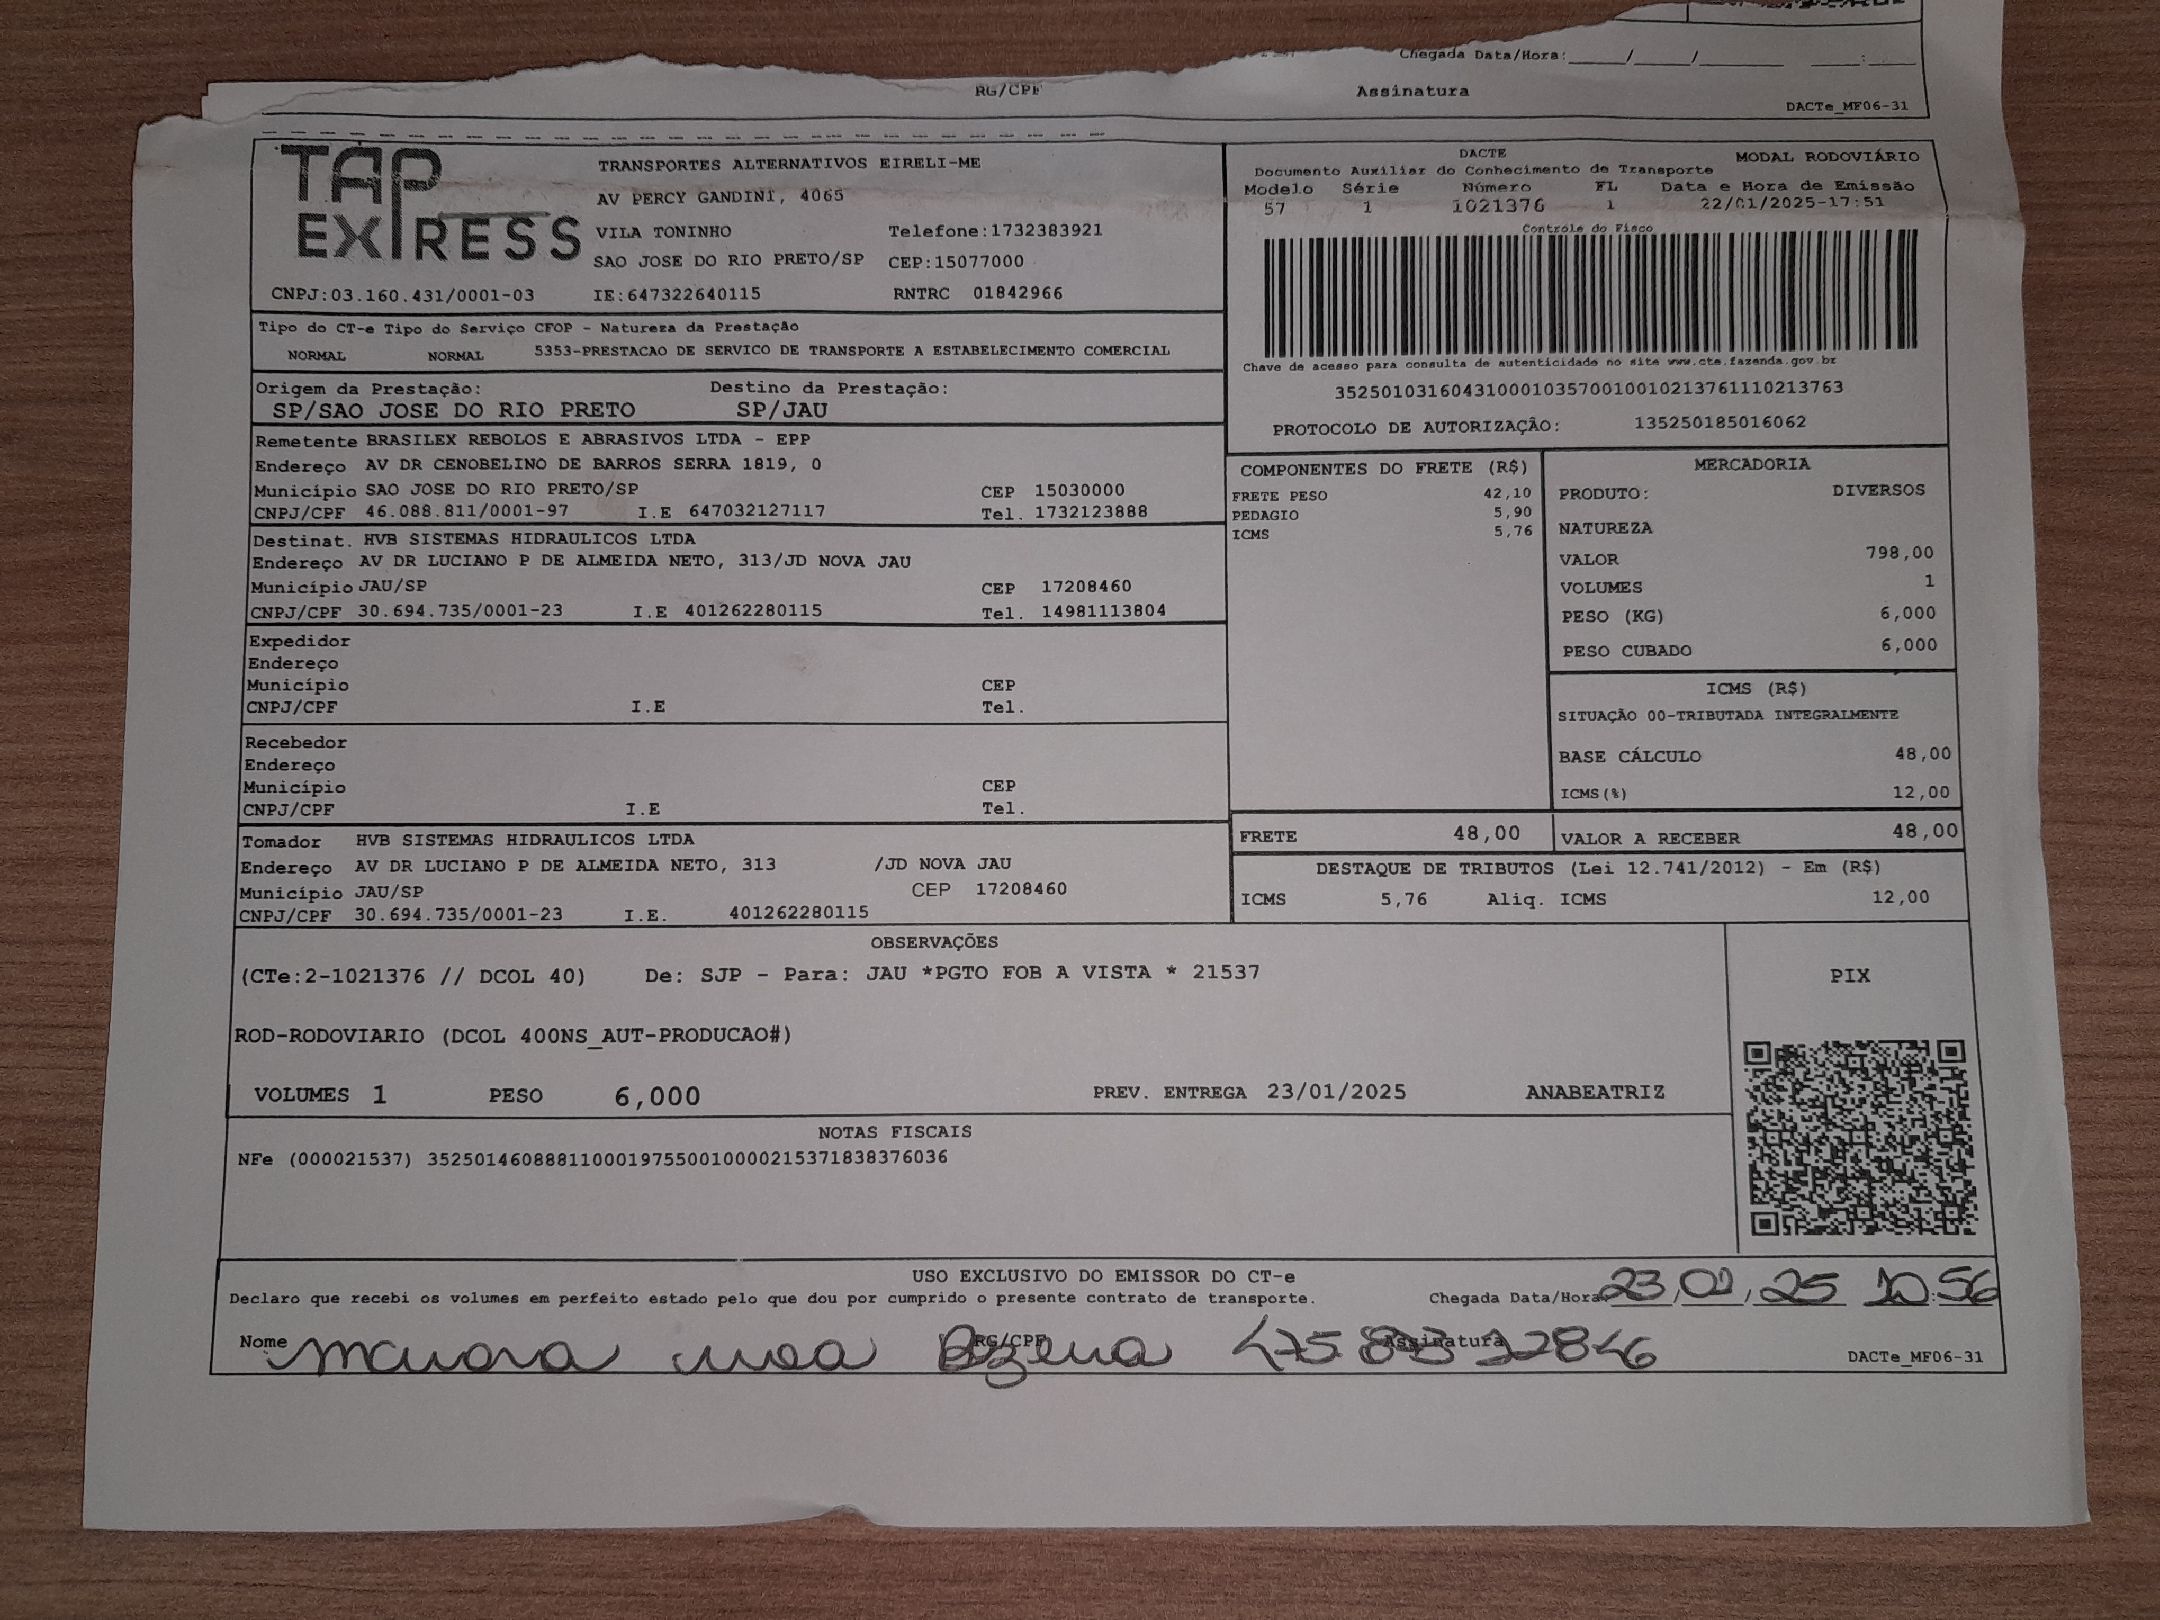 Chegada Data/Hora:_____/_____/_______ ____:____
RG/CPF Assinatura
DACTe_MF06-31
TAP EXPRESS
TRANSPORTES ALTERNATIVOS EIRELI-ME
AV PERCY GANDINI, 4065
VILA TONINHO Telefone:1732383921
SAO JOSE DO RIO PRETO/SP CEP:15077000
CNPJ:03.160.431/0001-03 IE:647322640115 RNTRC 01842966
DACTE MODAL RODOVIÁRIO
Documento Auxiliar do Conhecimento de Transporte
Modelo Série Número FL Data e Hora de Emissão
57 1 1021376 1 22/01/2025-17:51
Controle do Fisco
Chave de acesso para consulta de autenticidade no site www.cte.fazenda.gov.br
35250103160431000103570010010213761110213763
PROTOCOLO DE AUTORIZAÇÃO: 135250185016062
Tipo do CT-e Tipo do Serviço CFOP - Natureza da Prestação
NORMAL NORMAL 5353-PRESTACAO DE SERVICO DE TRANSPORTE A ESTABELECIMENTO COMERCIAL
Origem da Prestação: Destino da Prestação:
SP/SAO JOSE DO RIO PRETO SP/JAU
Remetente BRASILEX REBOLOS E ABRASIVOS LTDA - EPP
Endereço AV DR CENOBELINO DE BARROS SERRA 1819, 0
Município SAO JOSE DO RIO PRETO/SP CEP 15030000
CNPJ/CPF 46.088.811/0001-97 I.E 647032127117 Tel. 1732123888
Destinat. HVB SISTEMAS HIDRAULICOS LTDA
Endereço AV DR LUCIANO P DE ALMEIDA NETO, 313/JD NOVA JAU
Município JAU/SP CEP 17208460
CNPJ/CPF 30.694.735/0001-23 I.E 401262280115 Tel. 14981113804
Expedidor
Endereço
Município CEP
CNPJ/CPF I.E Tel.
Recebedor
Endereço
Município CEP
CNPJ/CPF I.E Tel.
Tomador HVB SISTEMAS HIDRAULICOS LTDA
Endereço AV DR LUCIANO P DE ALMEIDA NETO, 313 /JD NOVA JAU
Município JAU/SP CEP 17208460
CNPJ/CPF 30.694.735/0001-23 I.E. 401262280115
COMPONENTES DO FRETE (R$)
FRETE PESO 42,10
PEDAGIO 5,90
ICMS 5,76
MERCADORIA
PRODUTO: DIVERSOS
NATUREZA
VALOR 798,00
VOLUMES 1
PESO (KG) 6,000
PESO CUBADO 6,000
ICMS (R$)
SITUAÇÃO 00-TRIBUTADA INTEGRALMENTE
BASE CÁLCULO 48,00
ICMS(%) 12,00
FRETE 48,00 VALOR A RECEBER 48,00
DESTAQUE DE TRIBUTOS (Lei 12.741/2012) - Em (R$)
ICMS 5,76 Aliq. ICMS 12,00
OBSERVAÇÕES
(CTe:2-1021376 // DCOL 40) De: SJP - Para: JAU *PGTO FOB A VISTA * 21537
ROD-RODOVIARIO (DCOL 400NS_AUT-PRODUCAO#)
VOLUMES 1 PESO 6,000 PREV. ENTREGA 23/01/2025 ANABEATRIZ
PIX
NOTAS FISCAIS
NFe (000021537) 35250146088811000197550010000215371838376036
USO EXCLUSIVO DO EMISSOR DO CT-e
Declaro que recebi os volumes em perfeito estado pelo que dou por cumprido o presente contrato de transporte. Chegada Data/Hora: 23/01/25 10:56
Nome RG/CPF Assinatura
DACTe_MF06-31